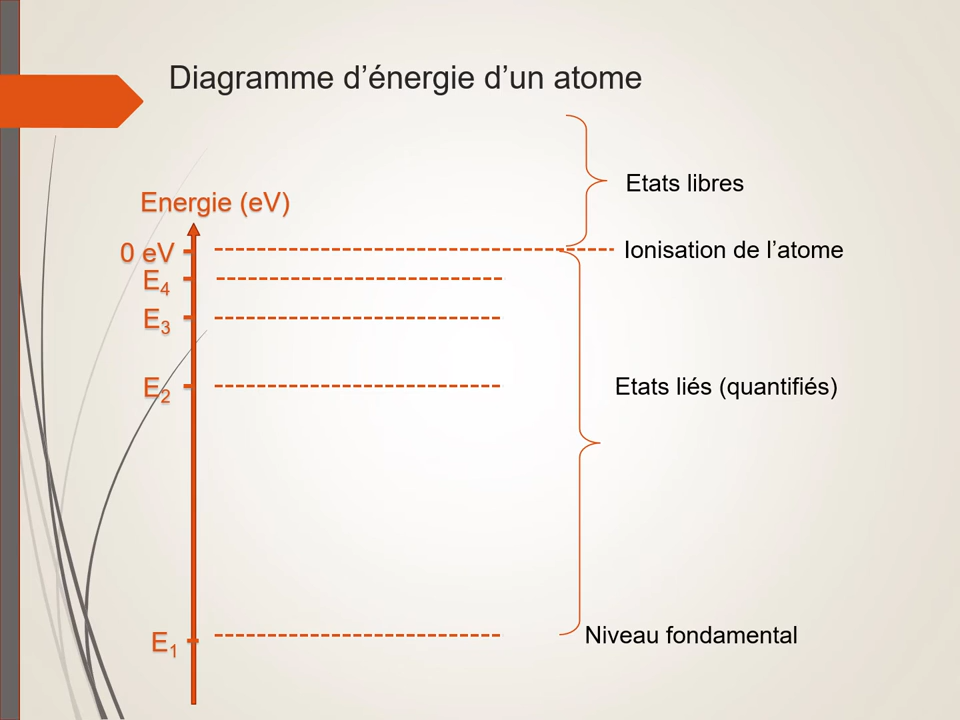 Diagramme d’énergie d’un atome
Etats libres
Energie (eV)
0 eV
Ionisation de l’atome
E4
E3
E2
Etats liés (quantifiés)
E1
Niveau fondamental